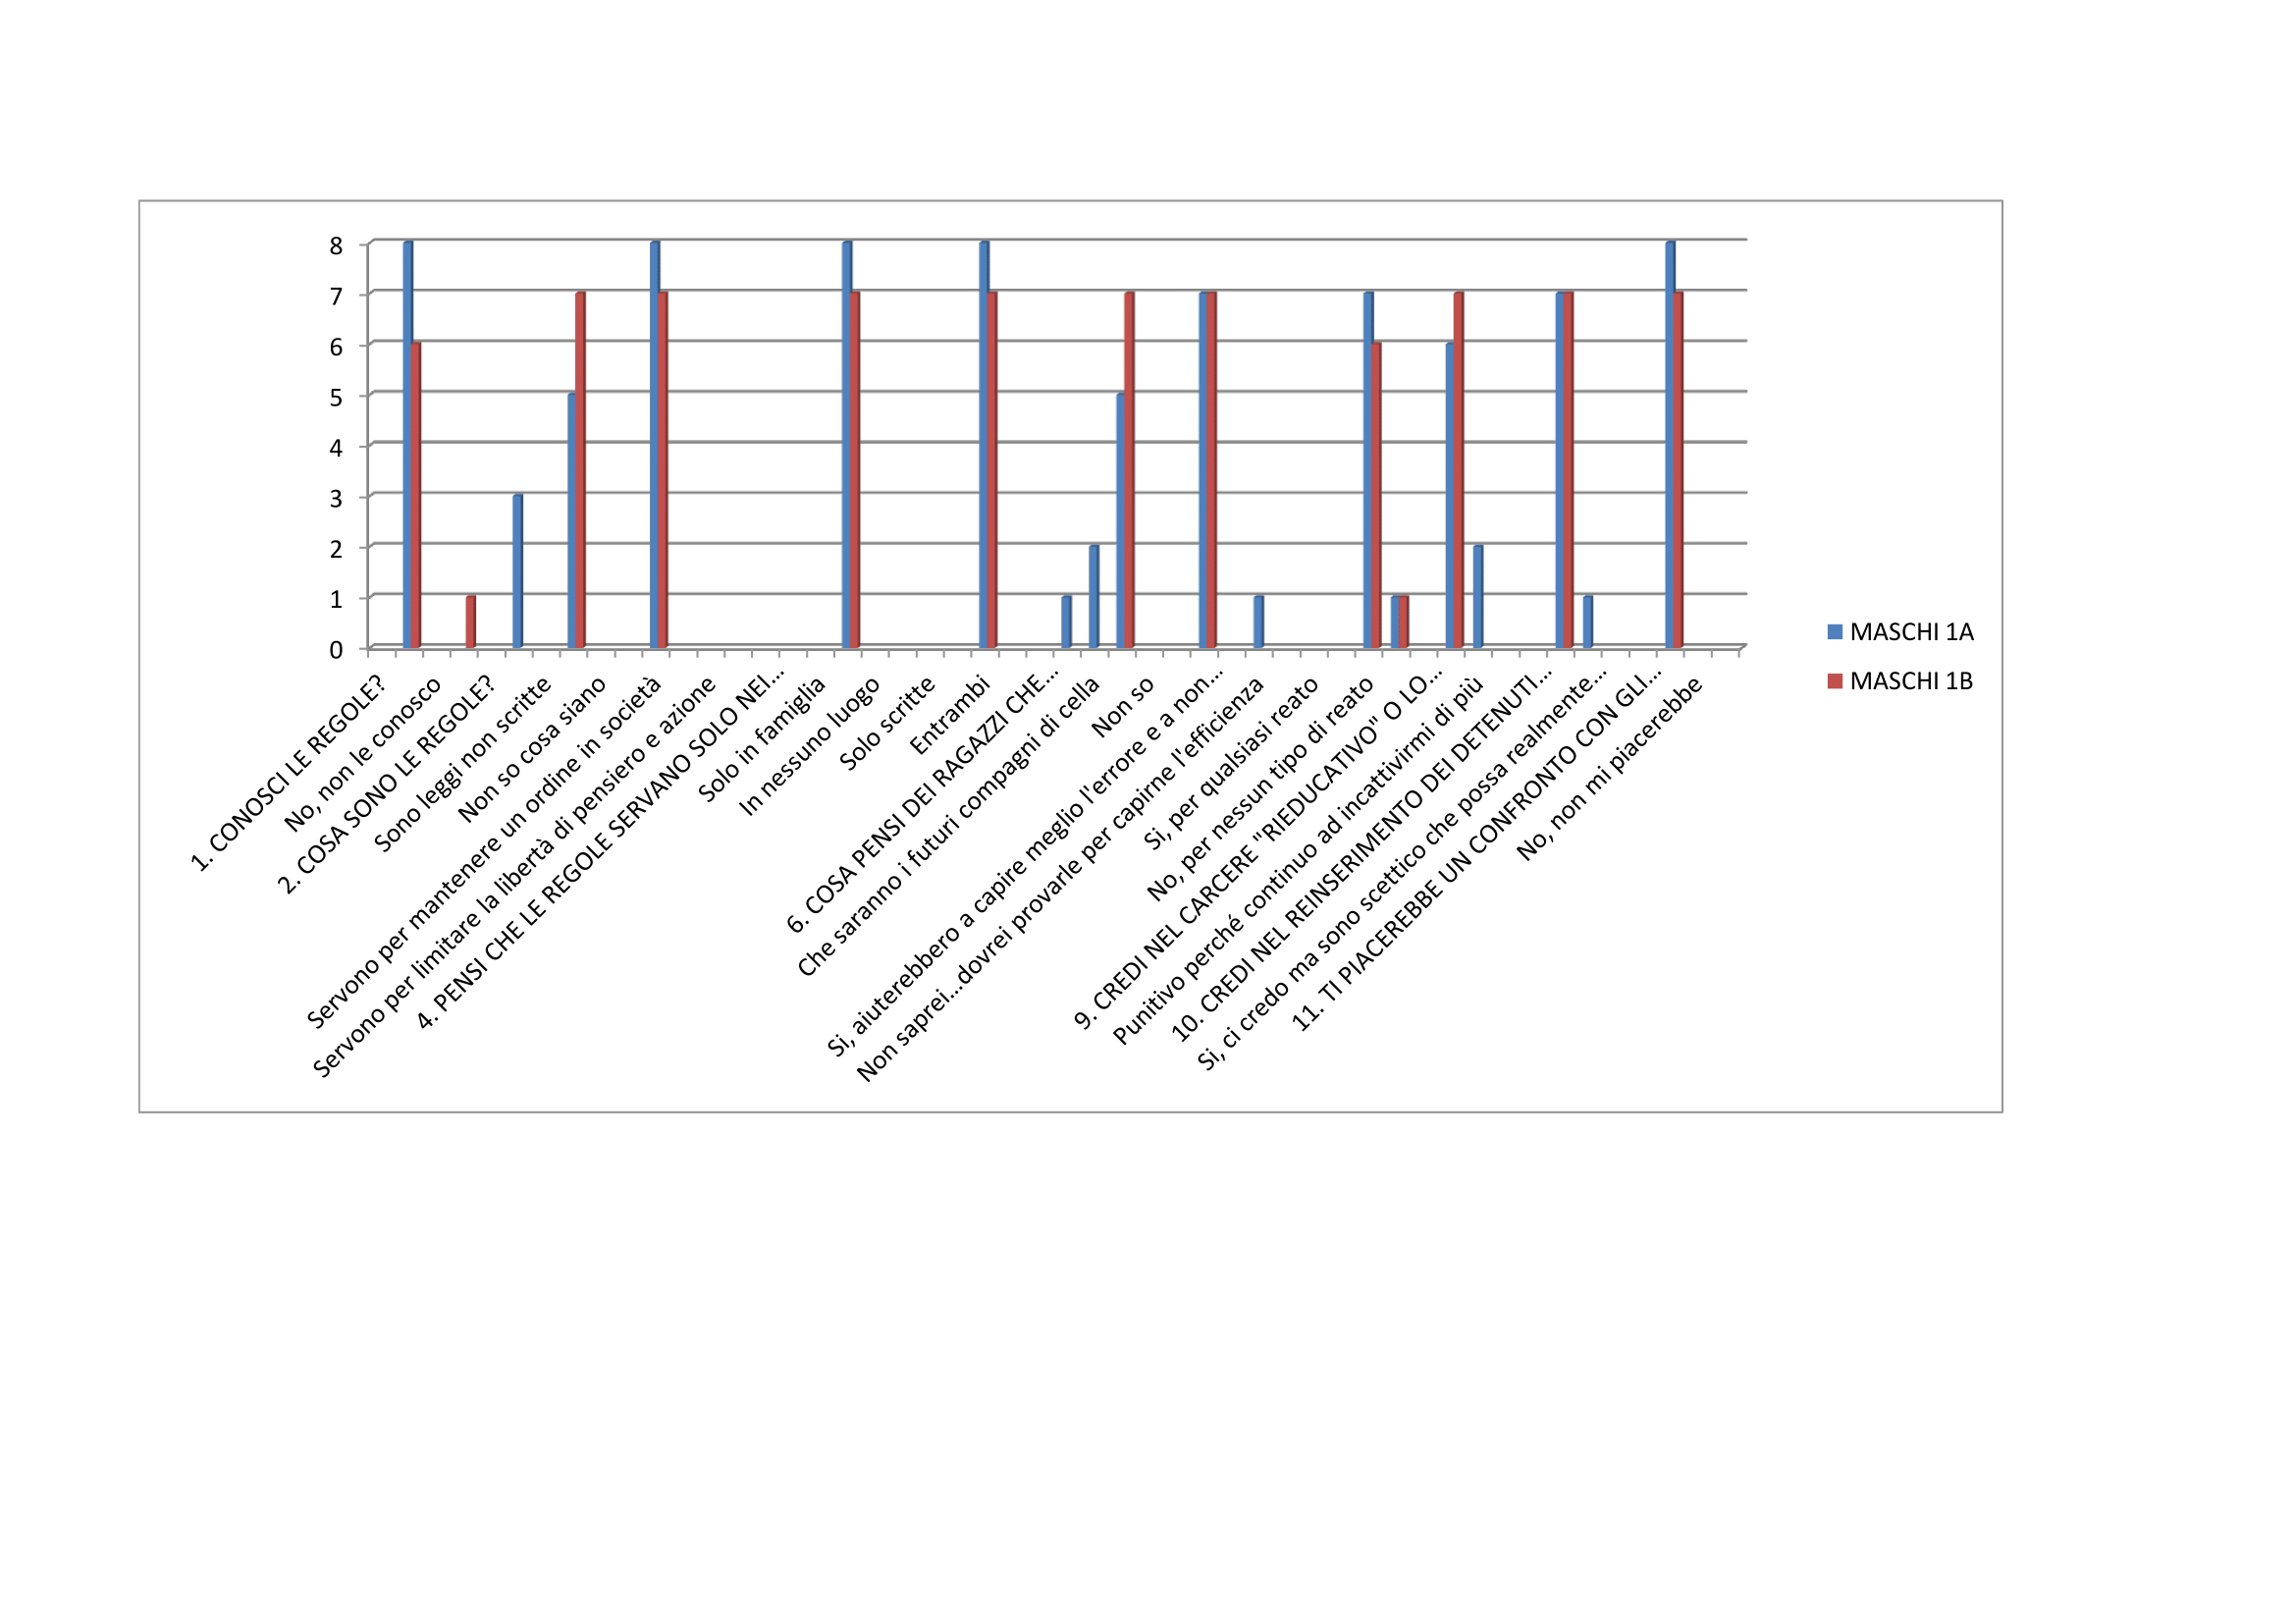 8
7
6
5
4
3
2
1
0
1. CONOSCI LE REGOLE?
No, non le conosco
2. COSA SONO LE REGOLE?
Sono leggi non scritte
Non so cosa siano
Servono per mantenere un ordine in società
Servono per limitare la libertà di pensiero e azione
4. PENSI CHE LE REGOLE SERVANO SOLO NEI…
Solo in famiglia
In nessuno luogo
Solo scritte
Entrambi
6. COSA PENSI DEI RAGAZZI CHE…
Che saranno i futuri compagni di cella
Non so
Si, aiuterebbero a capire meglio l'errore e a non…
Non saprei…dovrei provarle per capirne l'efficienza
Si, per qualsiasi reato
No, per nessun tipo di reato
9. CREDI NEL CARCERE "RIEDUCATIVO" O LO…
Punitivo perché continuo ad incattivirmi di più
10. CREDI NEL REINSERIMENTO DEI DETENUTI…
Si, ci credo ma sono scettico che possa realmente…
11. TI PIACEREBBE UN CONFRONTO CON GLI…
No, non mi piacerebbe
MASCHI 1A
MASCHI 1B